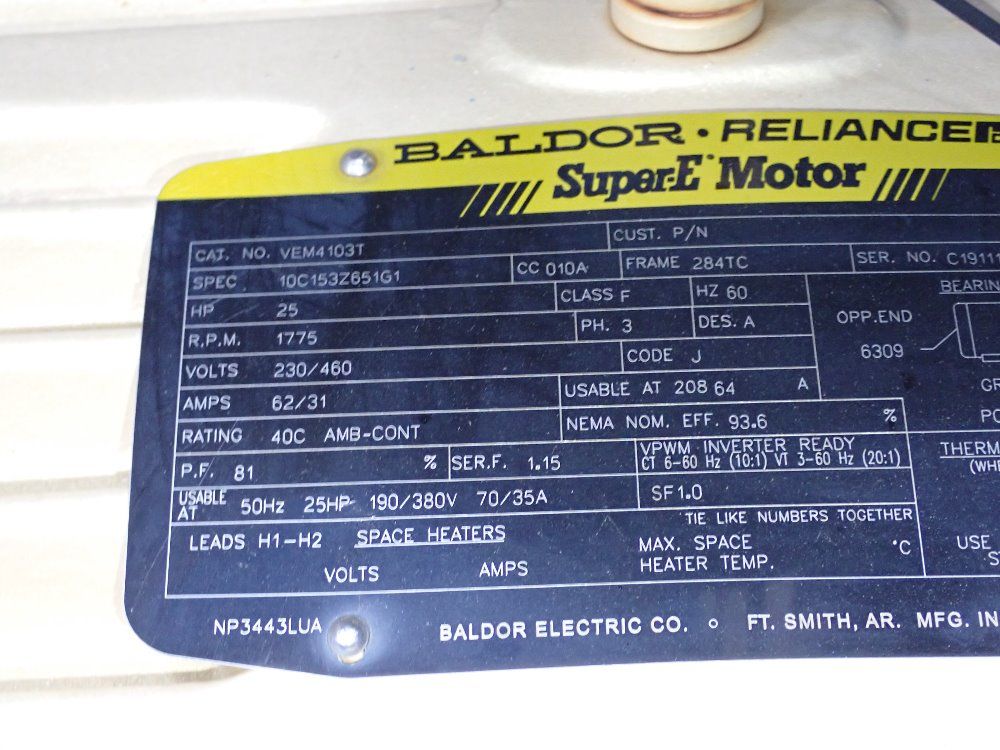 BALDOR · RELIANCE
Super-E Motor
CAT. NO. VEM4103T CUST. P/N
SPEC. 10C153Z651G1 CC 010A FRAME 284TC SER. NO. C19111
HP 25 CLASS F HZ 60
R.P.M. 1775 PH. 3 DES. A OPP.END
VOLTS 230/460 CODE J 6309
AMPS 62/31 USABLE AT 208 64 A
RATING 40C AMB-CONT NEMA NOM. EFF. 93.6 %
P.F. 81 % SER.F. 1.15 VPWM INVERTER READY
CT 6-60 Hz (10:1) VT 3-60 Hz (20:1)
USABLE AT 50Hz 25HP 190/380V 70/35A SF1.0
TIE LIKE NUMBERS TOGETHER
LEADS H1-H2 SPACE HEATERS MAX. SPACE HEATER TEMP. °C USE
VOLTS AMPS
NP3443LUA BALDOR ELECTRIC CO. FT. SMITH, AR. MFG. IN